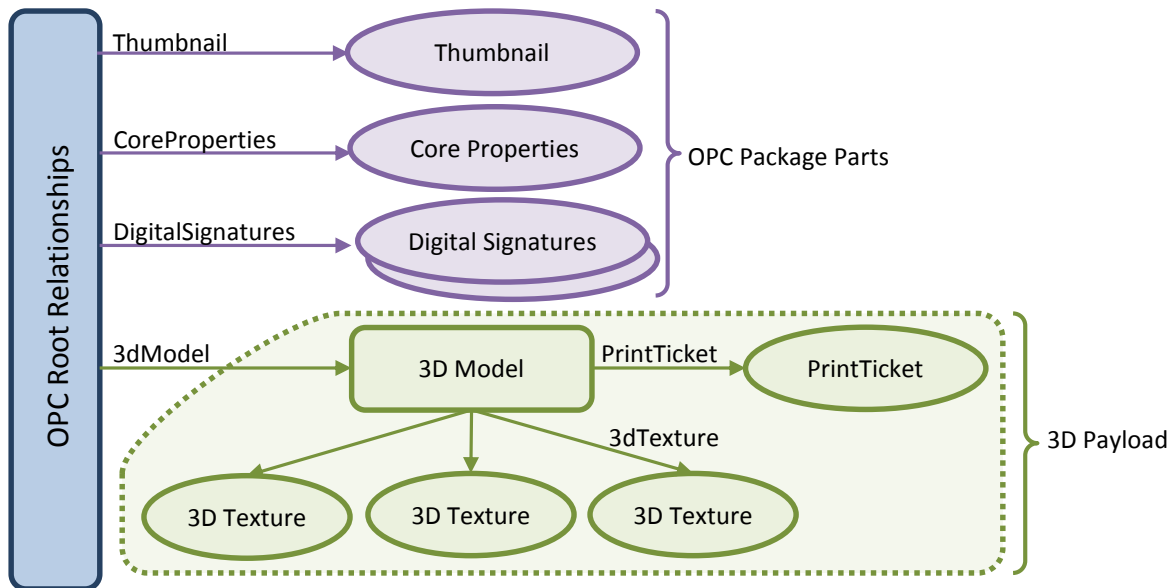 OPC Root Relationships
Thumbnail
Thumbnail
CoreProperties
Core Properties
OPC Package Parts
DigitalSignatures
Digital Signatures
3dModel
3D Model
PrintTicket
PrintTicket
3dTexture
3D Payload
3D Texture
3D Texture
3D Texture